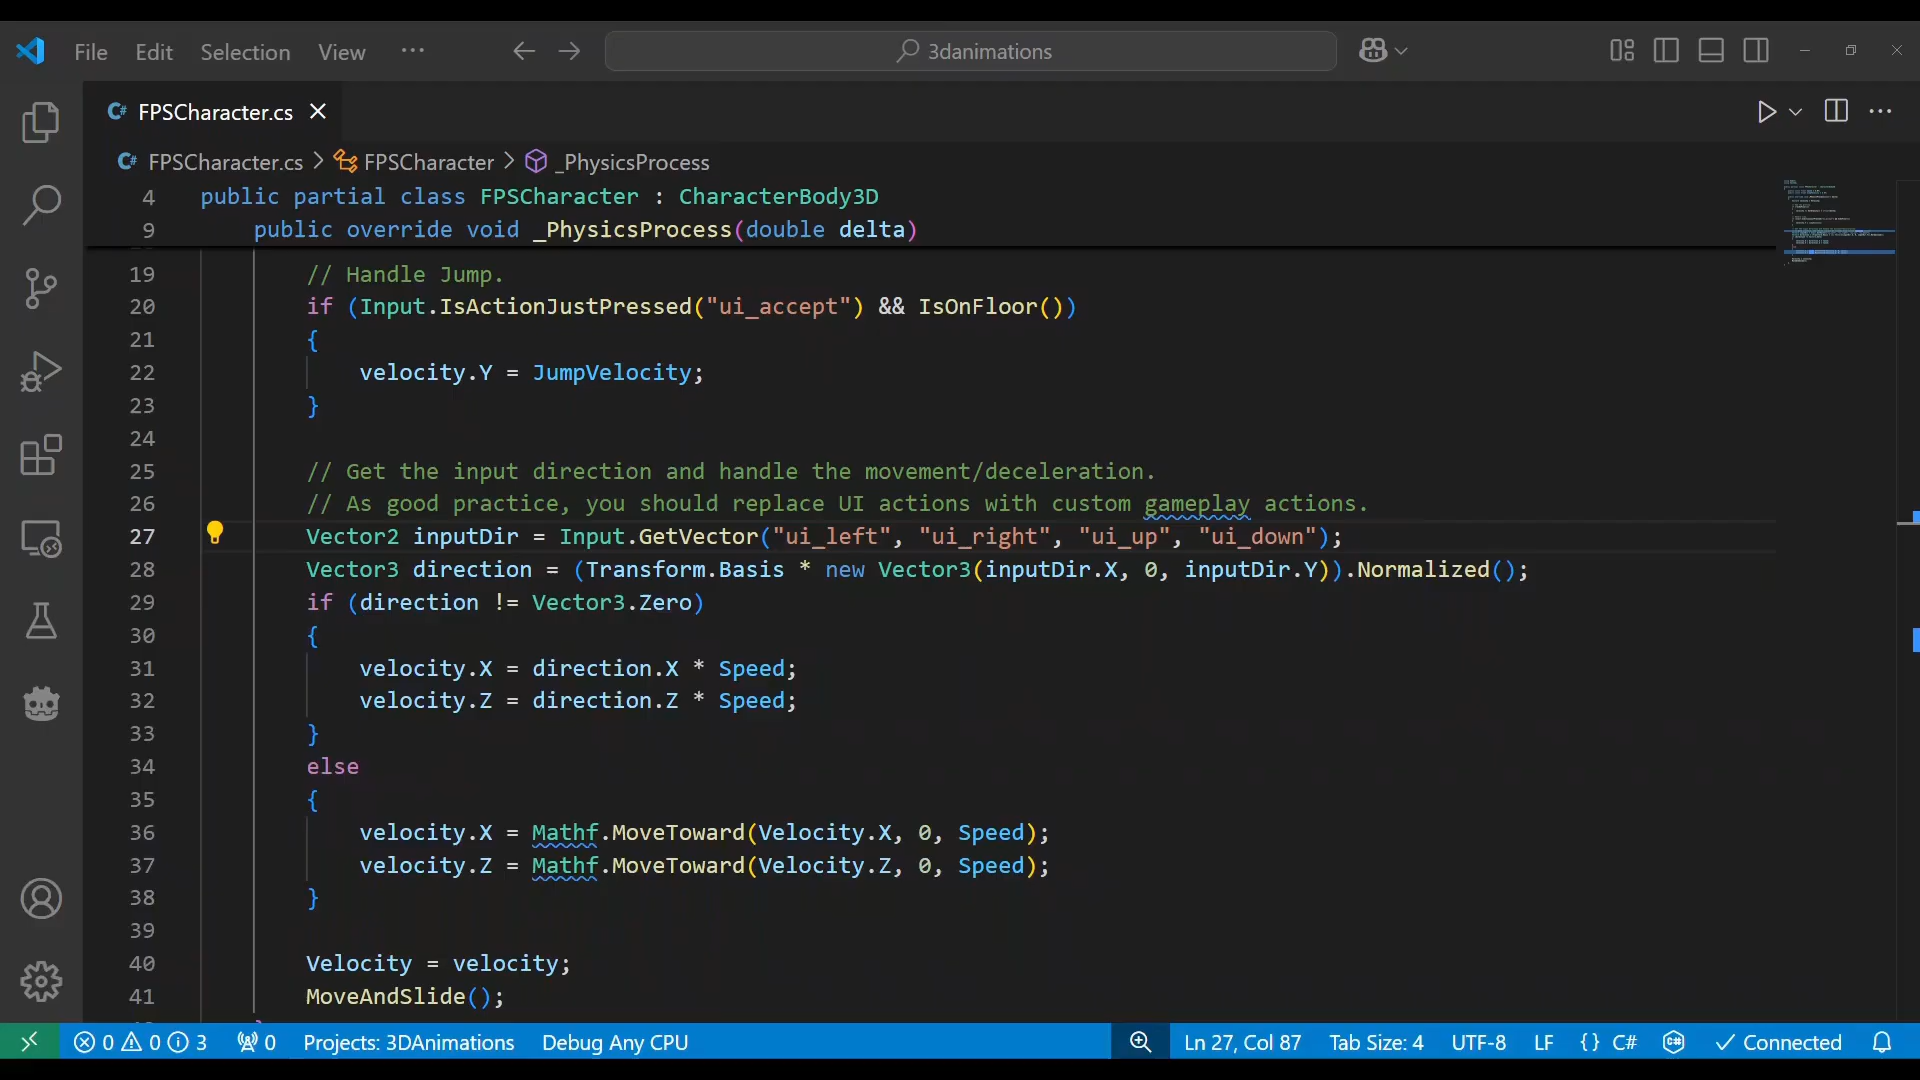 File Edit Selection View ··· 3danimations
C# FPSCharacter.cs
C# FPSCharacter.cs > FPSCharacter > _PhysicsProcess
4 public partial class FPSCharacter : CharacterBody3D
9 public override void _PhysicsProcess(double delta)
19 // Handle Jump.
20 if (Input.IsActionJustPressed("ui_accept") && IsOnFloor())
21 {
22 velocity.Y = JumpVelocity;
23 }
24
25 // Get the input direction and handle the movement/deceleration.
26 // As good practice, you should replace UI actions with custom gameplay actions.
27 Vector2 inputDir = Input.GetVector("ui_left", "ui_right", "ui_up", "ui_down");
28 Vector3 direction = (Transform.Basis * new Vector3(inputDir.X, 0, inputDir.Y)).Normalized();
29 if (direction != Vector3.Zero)
30 {
31 velocity.X = direction.X * Speed;
32 velocity.Z = direction.Z * Speed;
33 }
34 else
35 {
36 velocity.X = Mathf.MoveToward(Velocity.X, 0, Speed);
37 velocity.Z = Mathf.MoveToward(Velocity.Z, 0, Speed);
38 }
39
40 Velocity = velocity;
41 MoveAndSlide();
0 0 3 0 Projects: 3DAnimations Debug Any CPU Ln 27, Col 87 Tab Size: 4 UTF-8 LF {} C# Connected